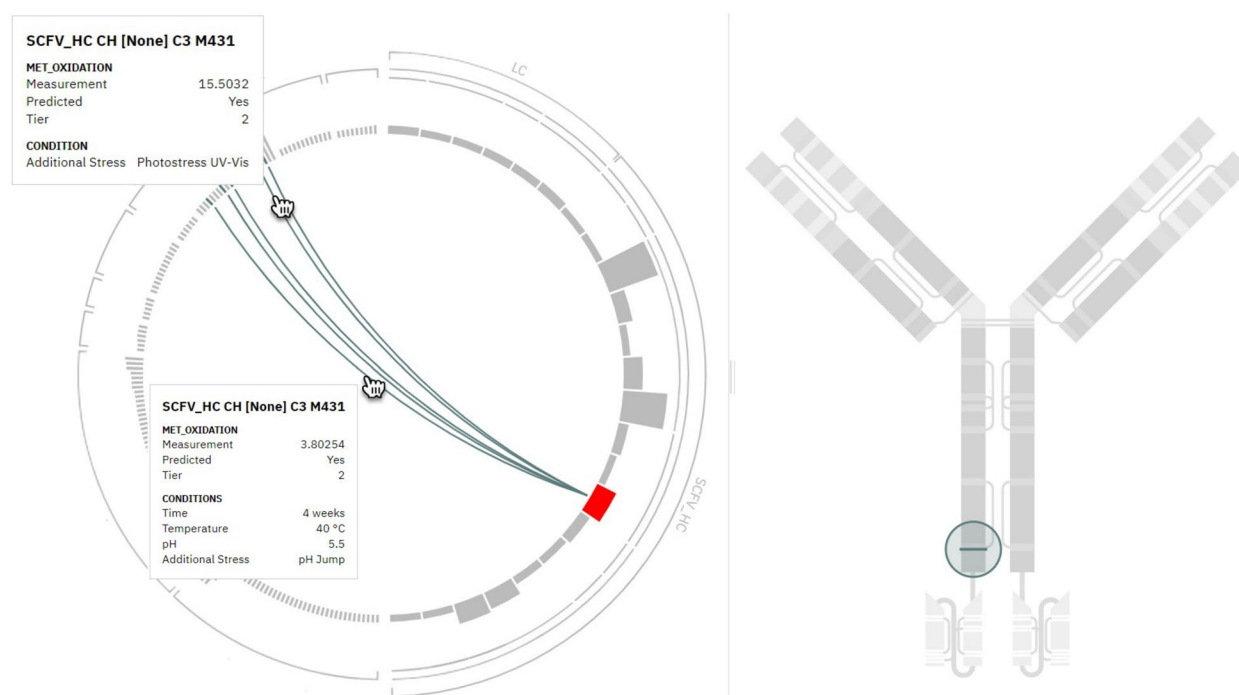 SCFV_HC CH [None] C3 M431
MET_OXIDATION
Measurement 15.5032
Predicted Yes
Tier 2
CONDITION
Additional Stress Photostress UV-Vis
LC
SCFV_HC CH [None] C3 M431
MET_OXIDATION
Measurement 3.80254
Predicted Yes
Tier 2
CONDITIONS
Time 4 weeks
Temperature 40 °C
pH 5.5
Additional Stress pH Jump
SCFV_HC